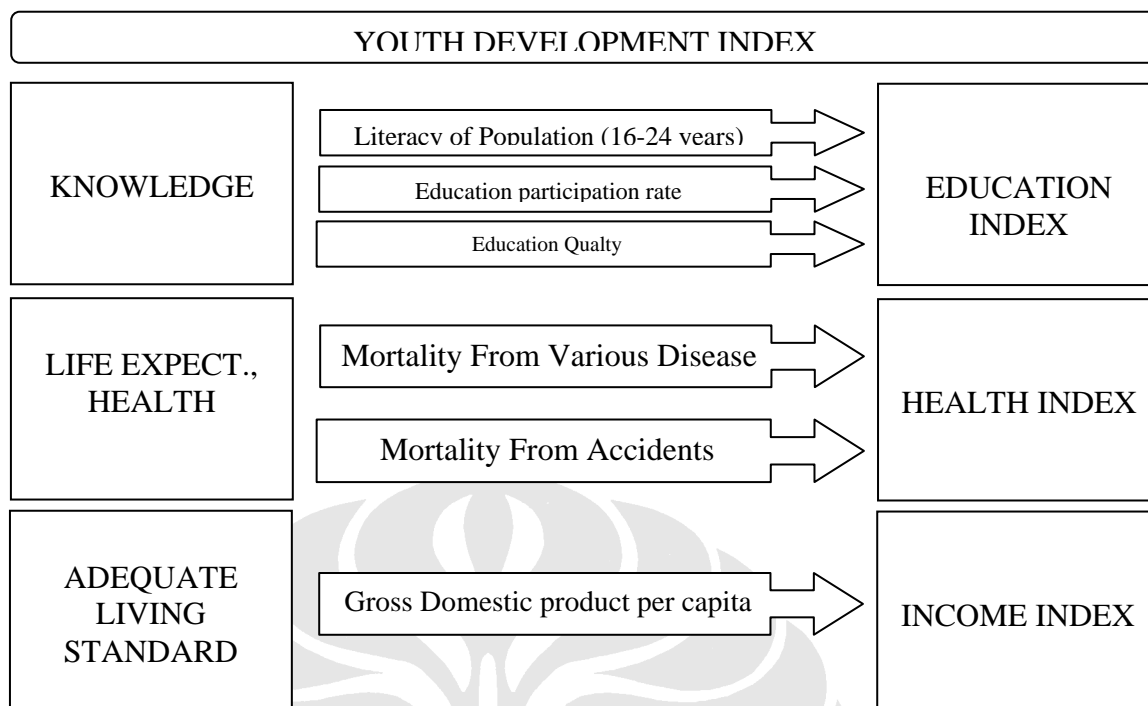 YOUTH DEVELOPMENT INDEX
KNOWLEDGE
Literacy of Population (16-24 years)
Education participation rate
Education Qualty
EDUCATION
INDEX
LIFE EXPECT.,
HEALTH
Mortality From Various Disease
Mortality From Accidents
HEALTH INDEX
ADEQUATE
LIVING
STANDARD
Gross Domestic product per capita
INCOME INDEX